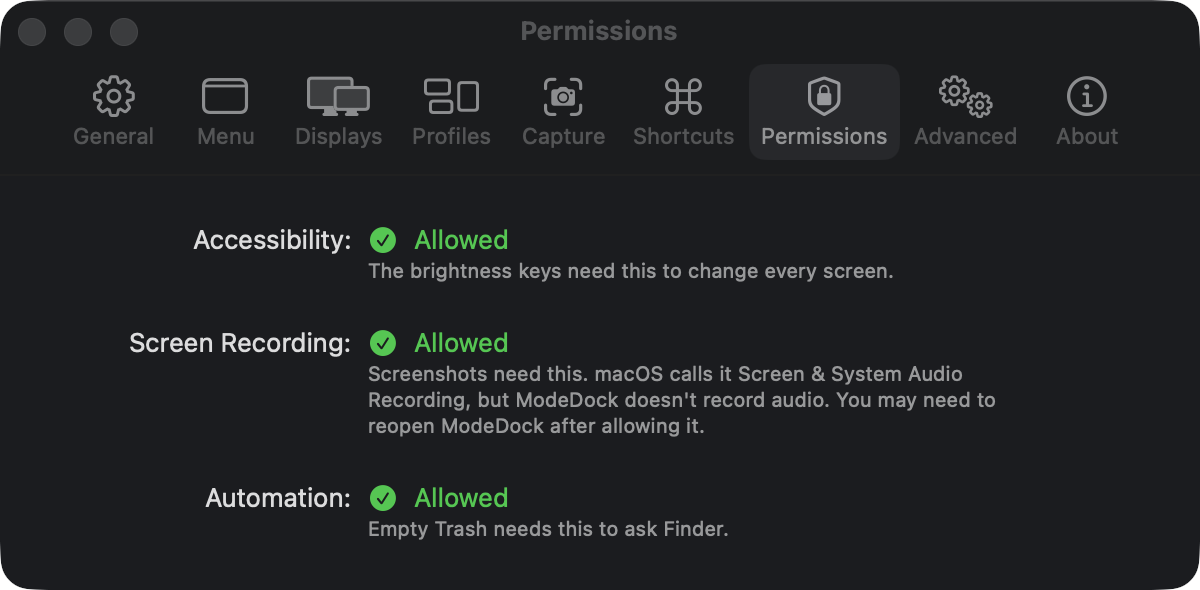 Permissions
General
Menu
Displays
Profiles
Capture
Shortcuts
Permissions
Advanced
About
Accessibility: Allowed
The brightness keys need this to change every screen.
Screen Recording: Allowed
Screenshots need this. macOS calls it Screen & System Audio
Recording, but ModeDock doesn't record audio. You may need to
reopen ModeDock after allowing it.
Automation: Allowed
Empty Trash needs this to ask Finder.